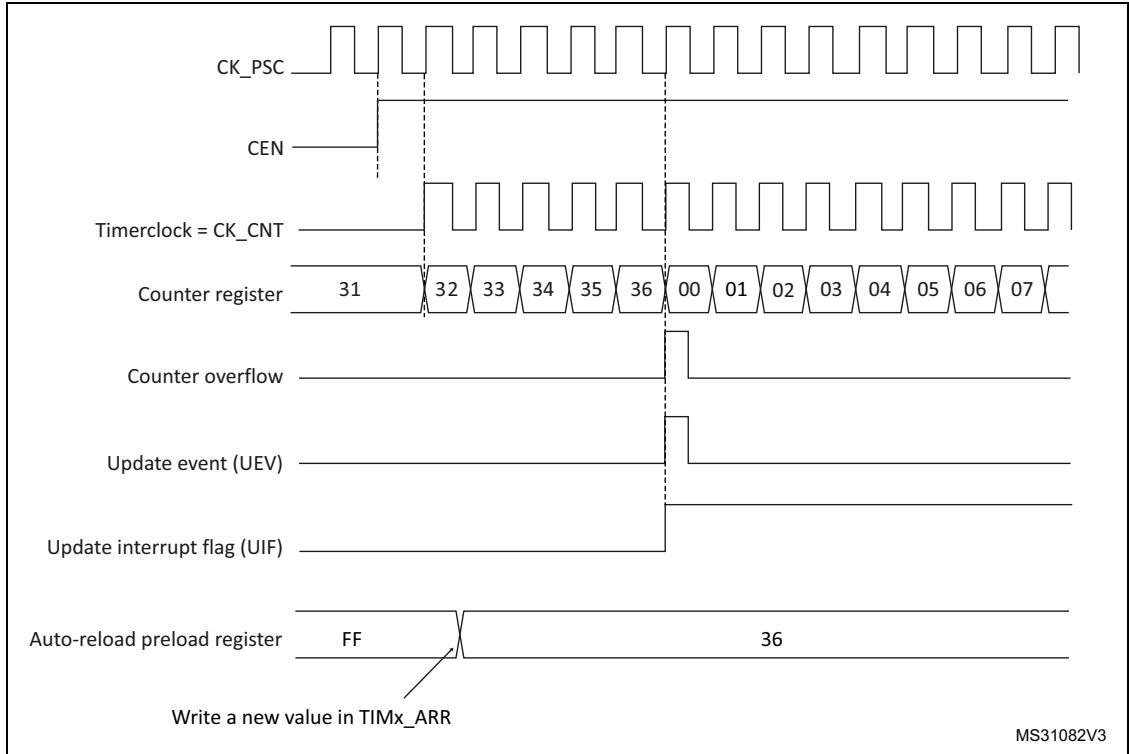 CK_PSC
CEN
Timerclock = CK_CNT
Counter register 31 32 33 34 35 36 00 01 02 03 04 05 06 07
Counter overflow
Update event (UEV)
Update interrupt flag (UIF)
Auto-reload preload register FF 36
Write a new value in TIMx_ARR
MS31082V3